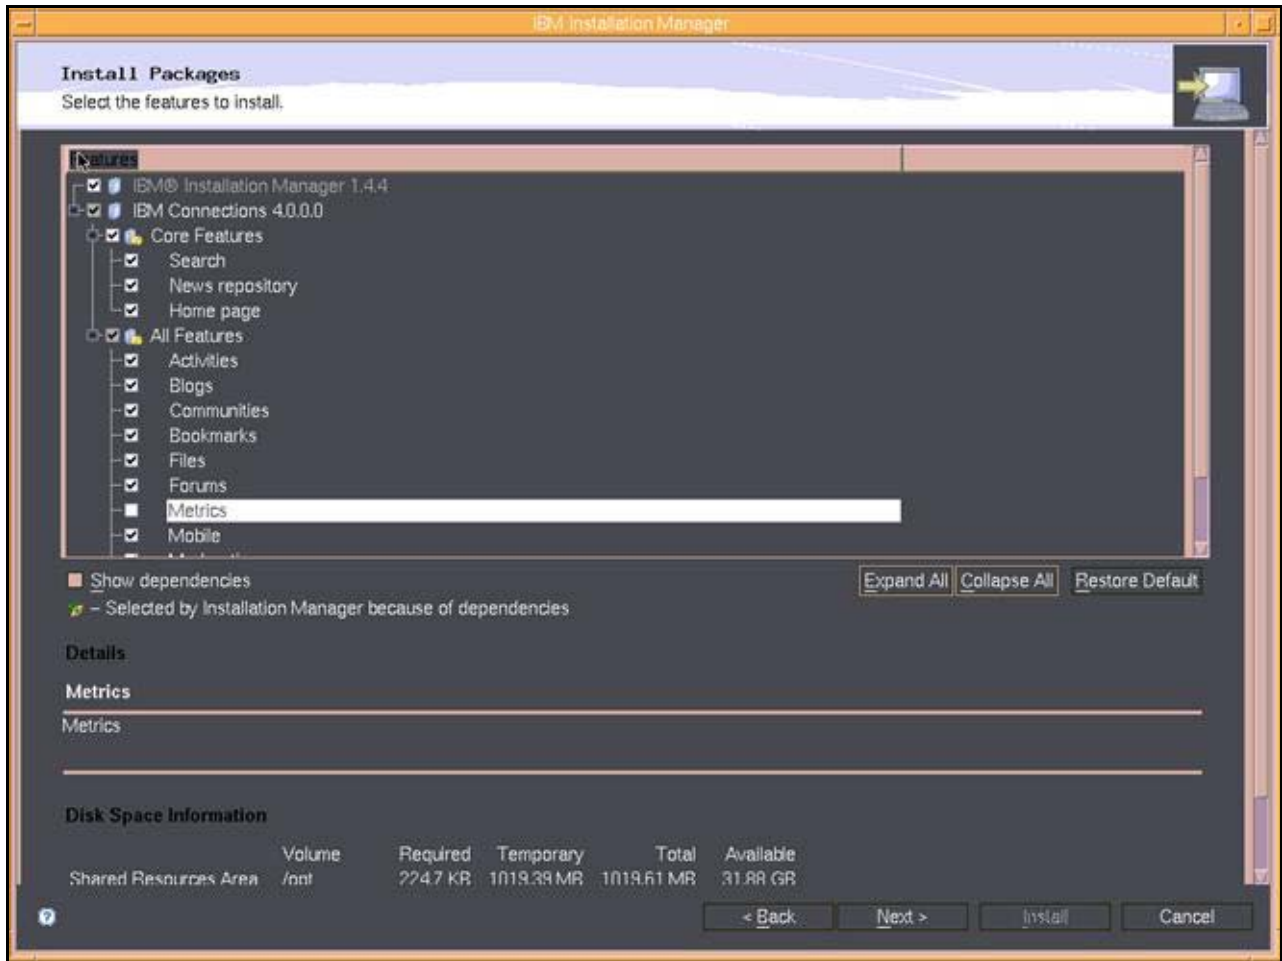 IBM Installation Manager
Install Packages
Select the features to install.
Features
IBM® Installation Manager 1.4.4
IBM Connections 4.0.0.0
Core Features
Search
News repository
Home page
All Features
Activities
Blogs
Communities
Bookmarks
Files
Forums
Metrics
Mobile
Show dependencies
Expand All Collapse All Restore Default
– Selected by Installation Manager because of dependencies
Details
Metrics
Metrics
Disk Space Information
Volume Required Temporary Total Available
Shared Resources Area /opt 224.7 KB 1019.39 MB 1019.61 MB 31.88 GB
< Back Next > Install Cancel